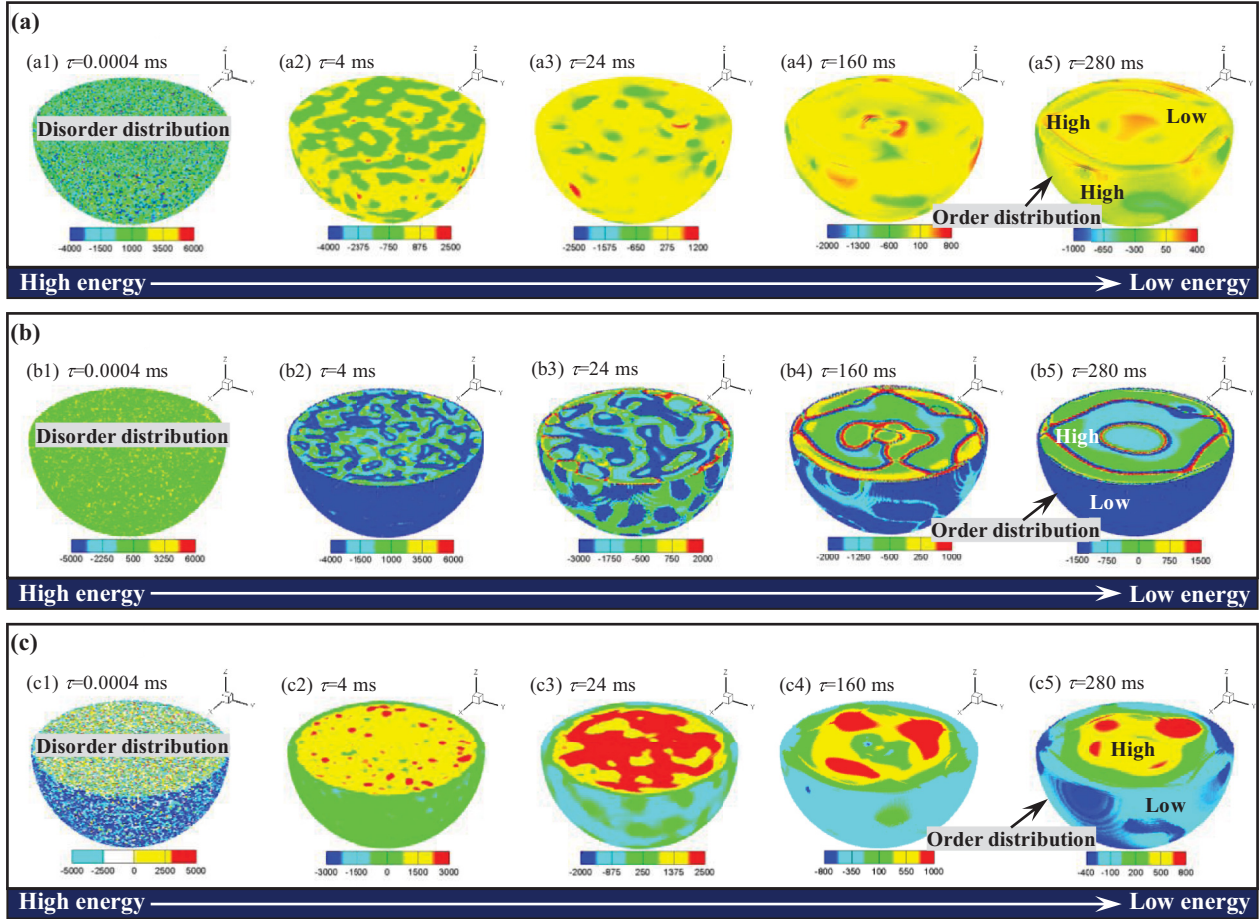 (a)
(a1) τ=0.0004 ms
(a2) τ=4 ms
(a3) τ=24 ms
(a4) τ=160 ms
(a5) τ=280 ms
Z X Y
Z X Y
Z X Y
Z X Y
Z X Y
Disorder distribution
High
Low
High
Order distribution
-4000 -1500 1000 3500 6000
-4000 -2375 -750 875 2500
-2500 -1575 -650 275 1200
-2000 -1300 -600 100 800
-1000 -650 -300 50 400
High energy
Low energy
(b)
(b1) τ=0.0004 ms
(b2) τ=4 ms
(b3) τ=24 ms
(b4) τ=160 ms
(b5) τ=280 ms
Z X Y
Z X Y
Z X Y
Z X Y
Z X Y
Disorder distribution
High
Low
Order distribution
-5000 -2250 500 3250 6000
-4000 -1500 1000 3500 6000
-3000 -1750 -500 750 2000
-2000 -1250 -500 250 1000
-1500 -750 0 750 1500
High energy
Low energy
(c)
(c1) τ=0.0004 ms
(c2) τ=4 ms
(c3) τ=24 ms
(c4) τ=160 ms
(c5) τ=280 ms
Z X Y
Z X Y
Z X Y
Z X Y
Z X Y
Disorder distribution
High
Low
Order distribution
-5000 -2500 0 2500 5000
-3000 -1500 0 1500 3000
-2000 -875 250 1375 2500
-800 -350 100 550 1000
-400 -100 200 500 800
High energy
Low energy